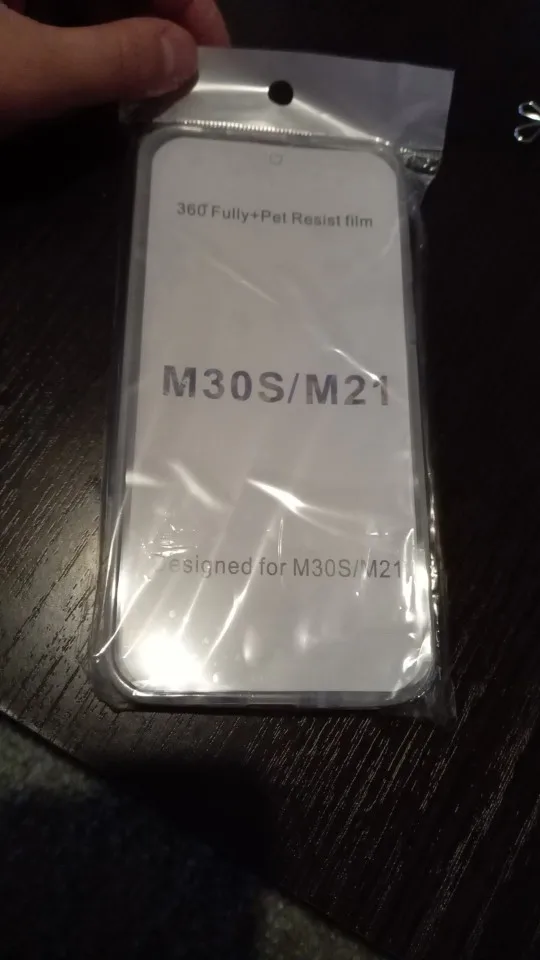 360 Fully+Pet Resist film
M30S/M21
Designed for M30S/M21